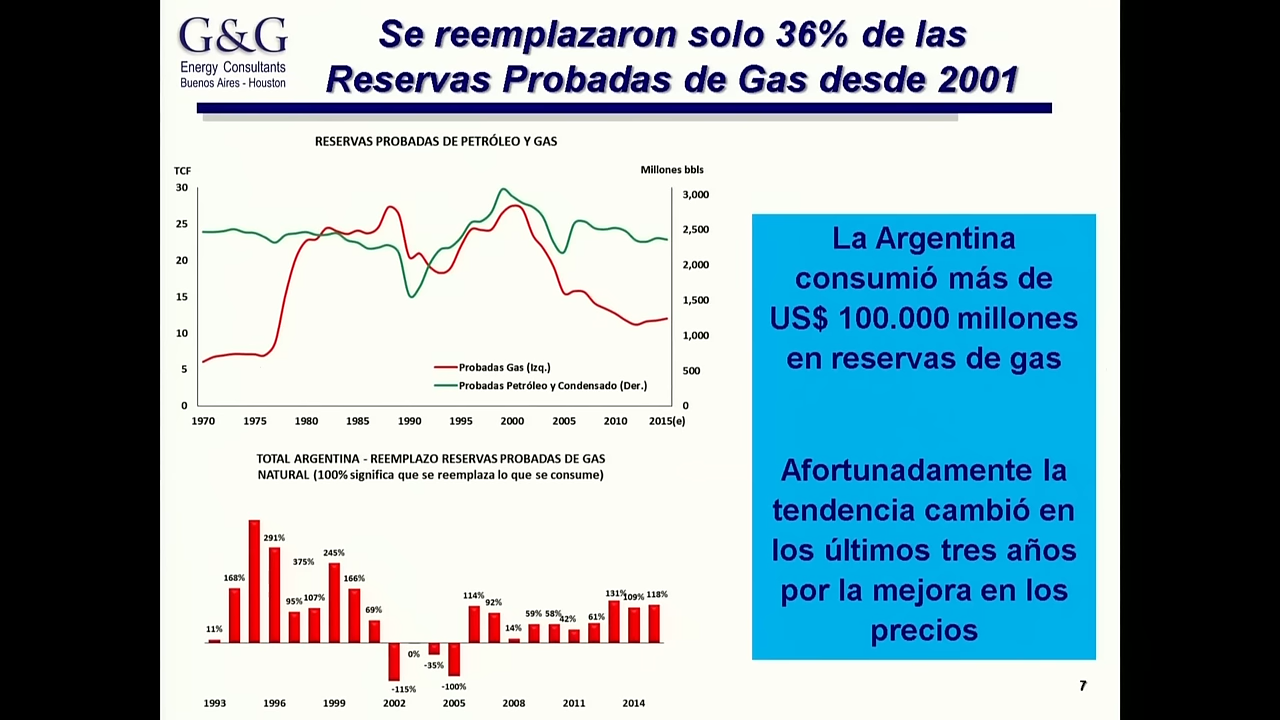 G&G
Energy Consultants
Buenos Aires - Houston
Se reemplazaron solo 36% de las
Reservas Probadas de Gas desde 2001
RESERVAS PROBADAS DE PETRÓLEO Y GAS
TCF
Millones bbls
30
25
20
15
10
5
0
3,000
2,500
2,000
1,500
1,000
500
0
Probadas Gas (Izq.)
Probadas Petróleo y Condensado (Der.)
1970 1975 1980 1985 1990 1995 2000 2005 2010 2015(e)
TOTAL ARGENTINA - REEMPLAZO RESERVAS PROBADAS DE GAS
NATURAL (100% significa que se reemplaza lo que se consume)
11% 168% 291% 95% 375% 107% 245% 166% 69% -115% 0% -35% -100% 114% 92% 14% 59% 58% 42% 61% 131% 109% 118%
1993 1996 1999 2002 2005 2008 2011 2014
La Argentina
consumió más de
US$ 100.000 millones
en reservas de gas
Afortunadamente la
tendencia cambió en
los últimos tres años
por la mejora en los
precios
7